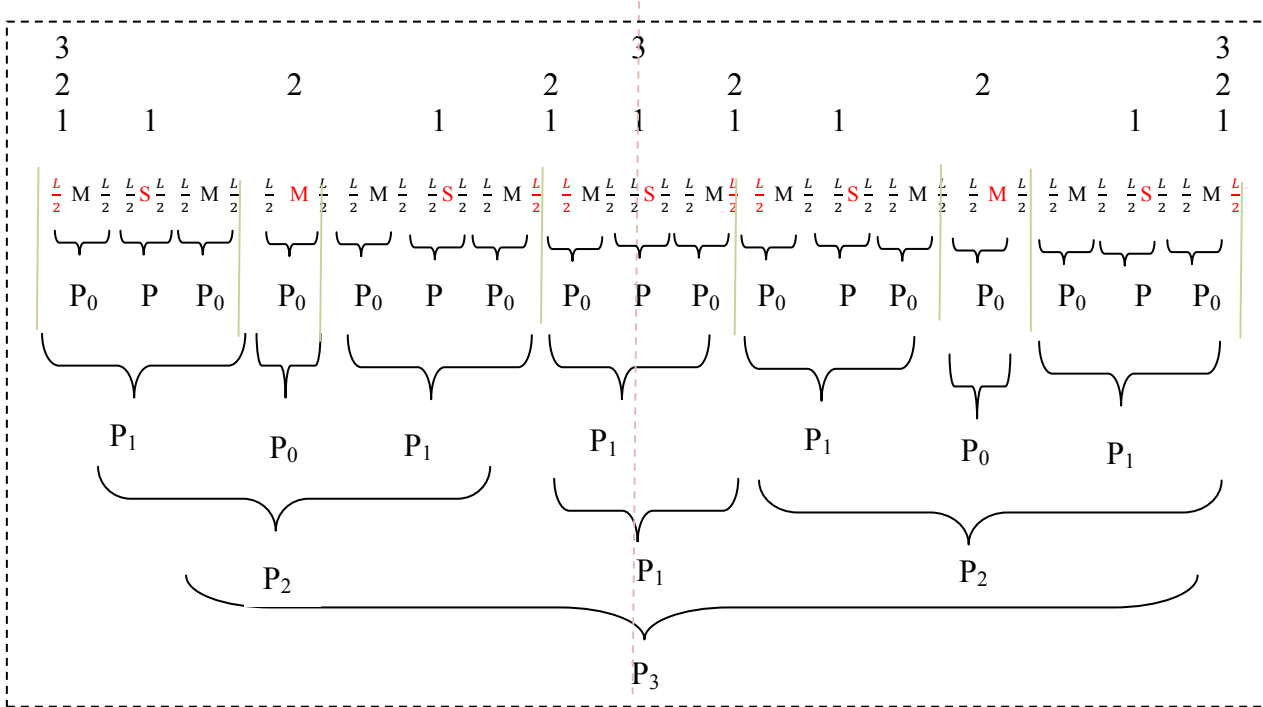 3 3 3
2 2 2 2 2 2
1 1 1 1 1 1 1 1 1
L/2 M L/2 L/2 S L/2 L/2 M L/2 L/2 M L/2 L/2 M L/2 L/2 S L/2 L/2 M L/2 L/2 M L/2 L/2 S L/2 L/2 M L/2 L/2 M L/2 L/2 S L/2 L/2 M L/2 L/2 M L/2 L/2 M L/2 L/2 S L/2 L/2 M L/2
P₀ P P₀ P₀ P₀ P P₀ P₀ P P₀ P₀ P P₀ P₀ P₀ P P₀
P₁ P₀ P₁ P₁ P₁ P₀ P₁
P₂ P₁ P₂
P₃